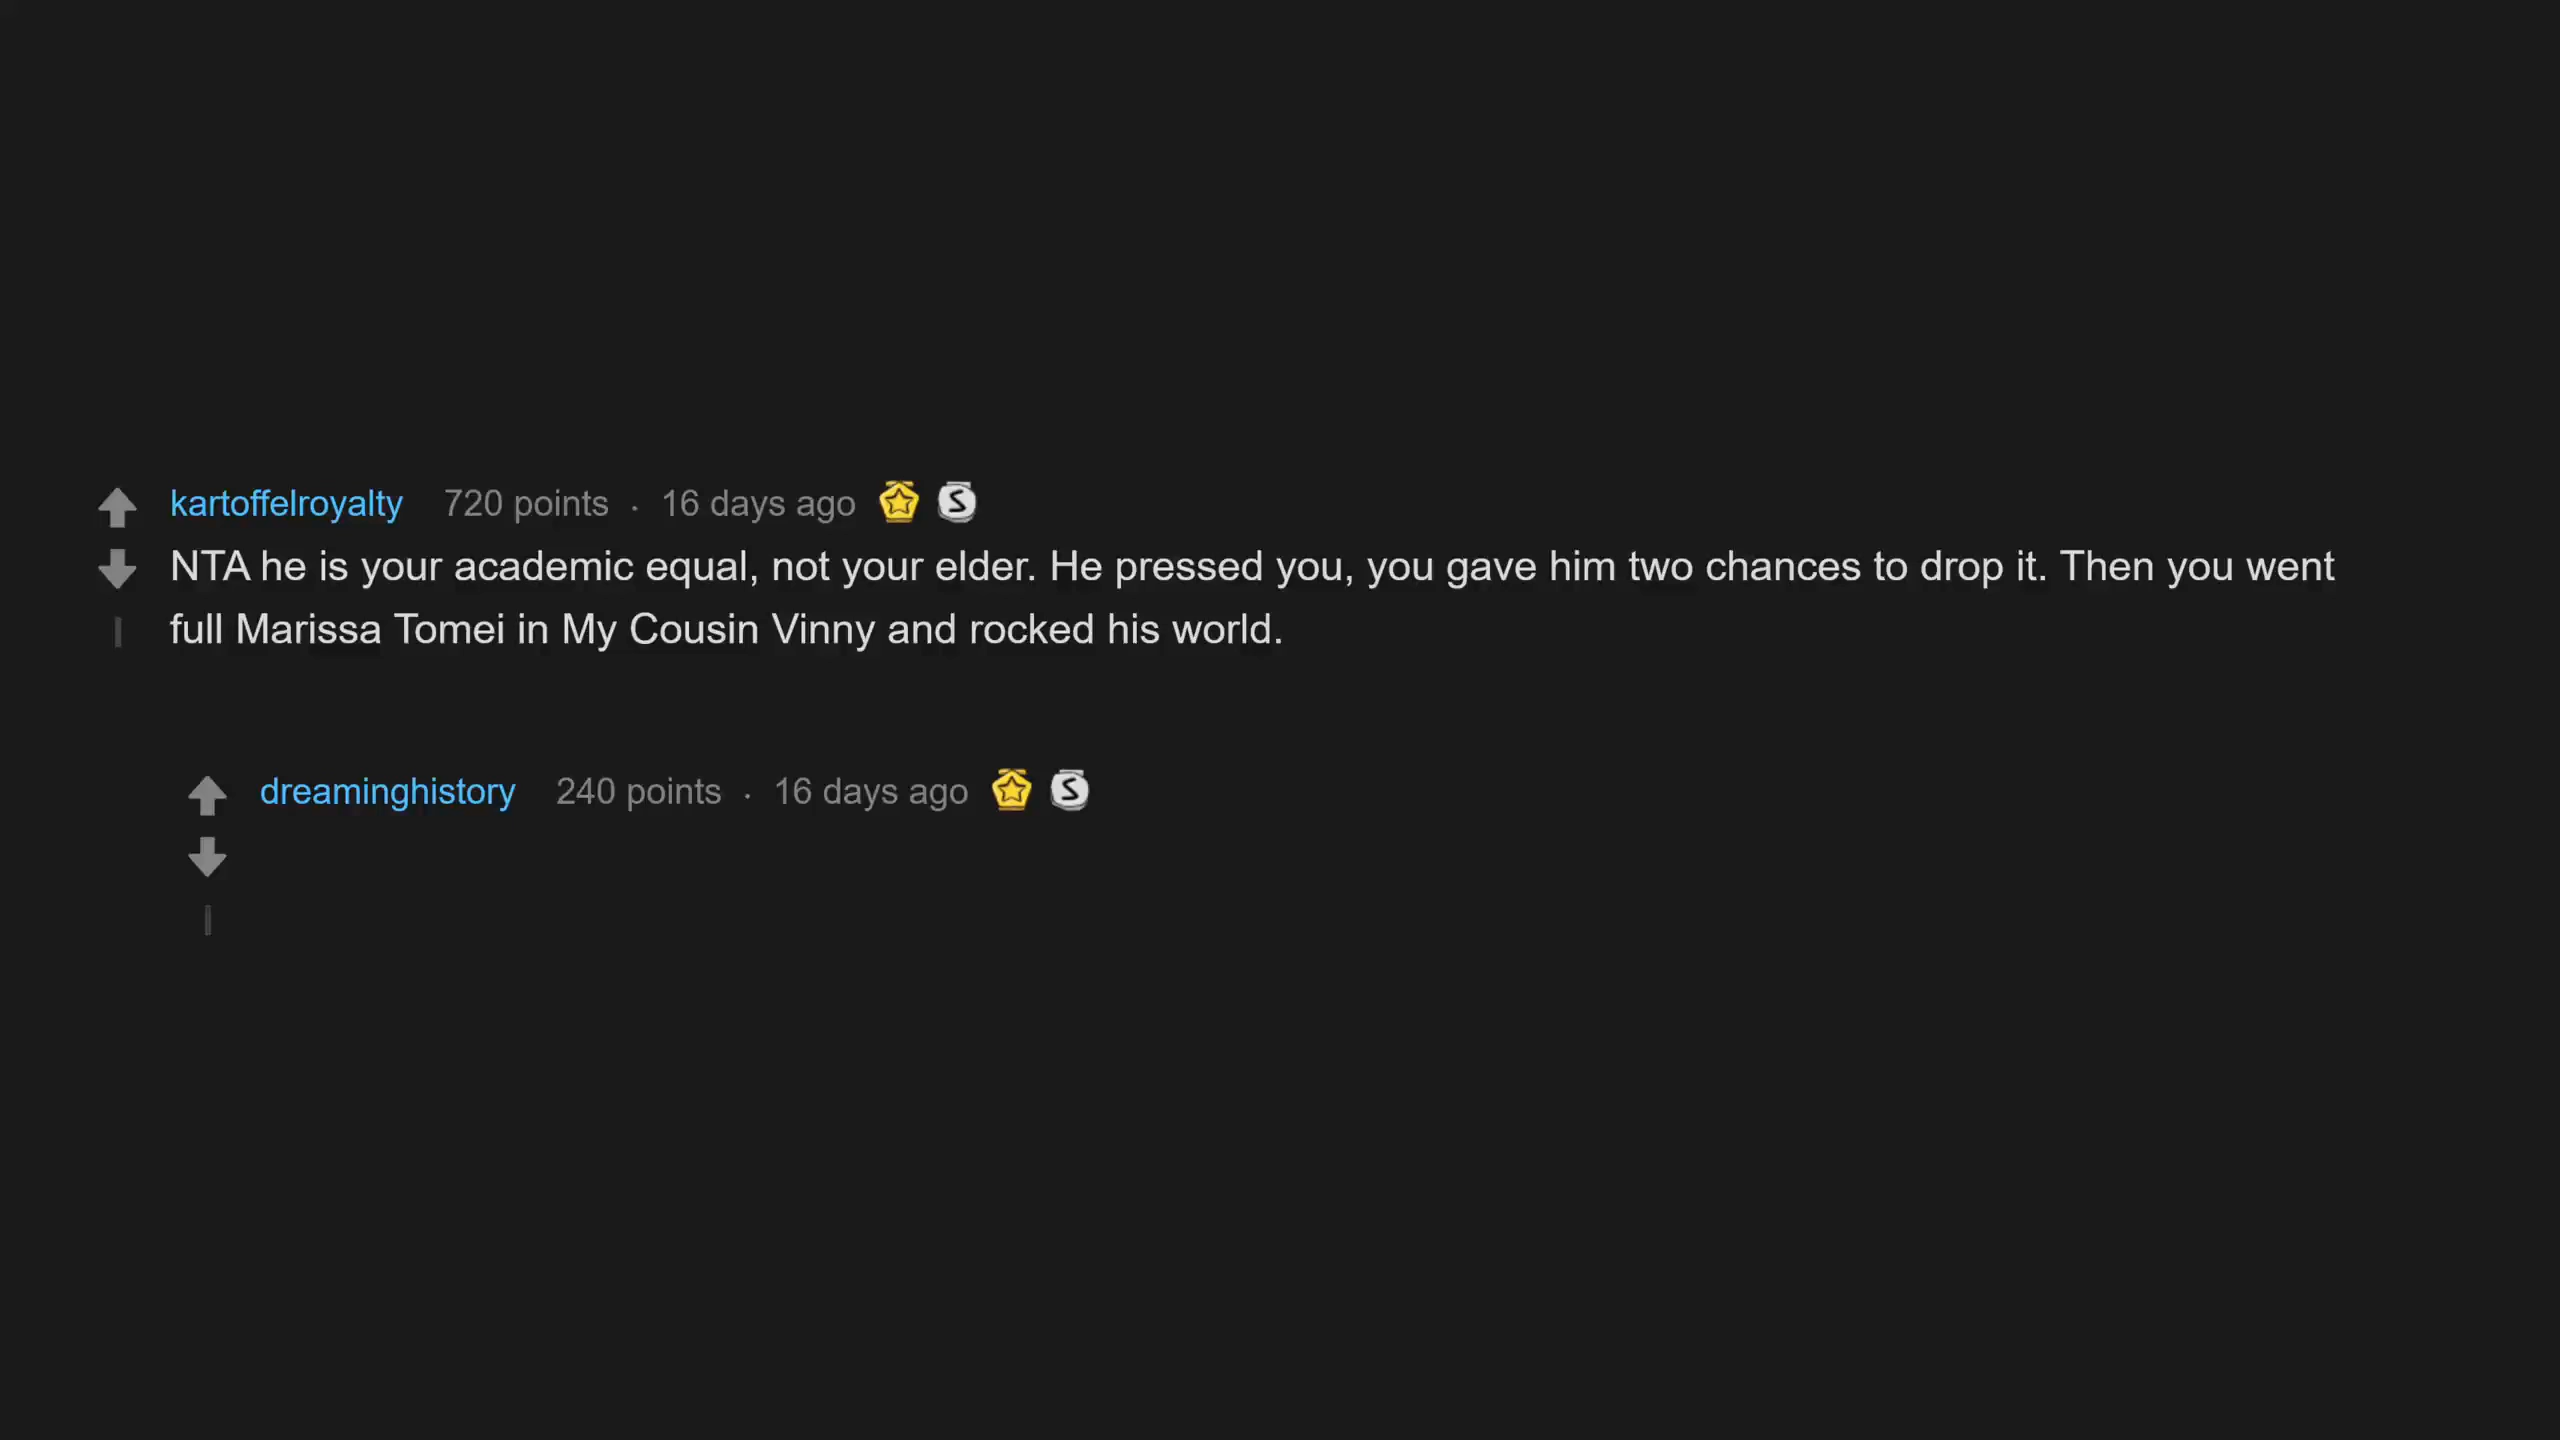 kartoffelroyalty 720 points · 16 days ago S
NTA he is your academic equal, not your elder. He pressed you, you gave him two chances to drop it. Then you went
full Marissa Tomei in My Cousin Vinny and rocked his world.
dreaminghistory 240 points · 16 days ago S